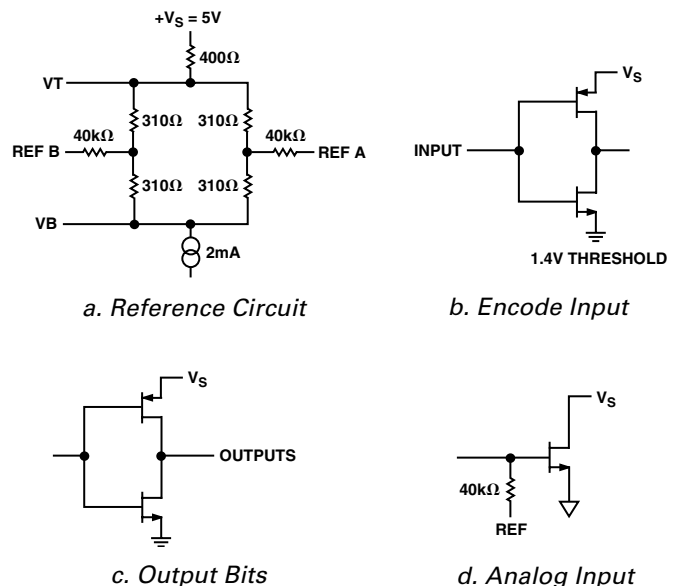 +VS = 5V
400Ω
VT
310Ω 310Ω
40kΩ 40kΩ
REF B REF A
310Ω 310Ω
VB
2mA
a. Reference Circuit
VS
INPUT
1.4V THRESHOLD
b. Encode Input
VS
OUTPUTS
c. Output Bits
VS
40kΩ
REF
d. Analog Input